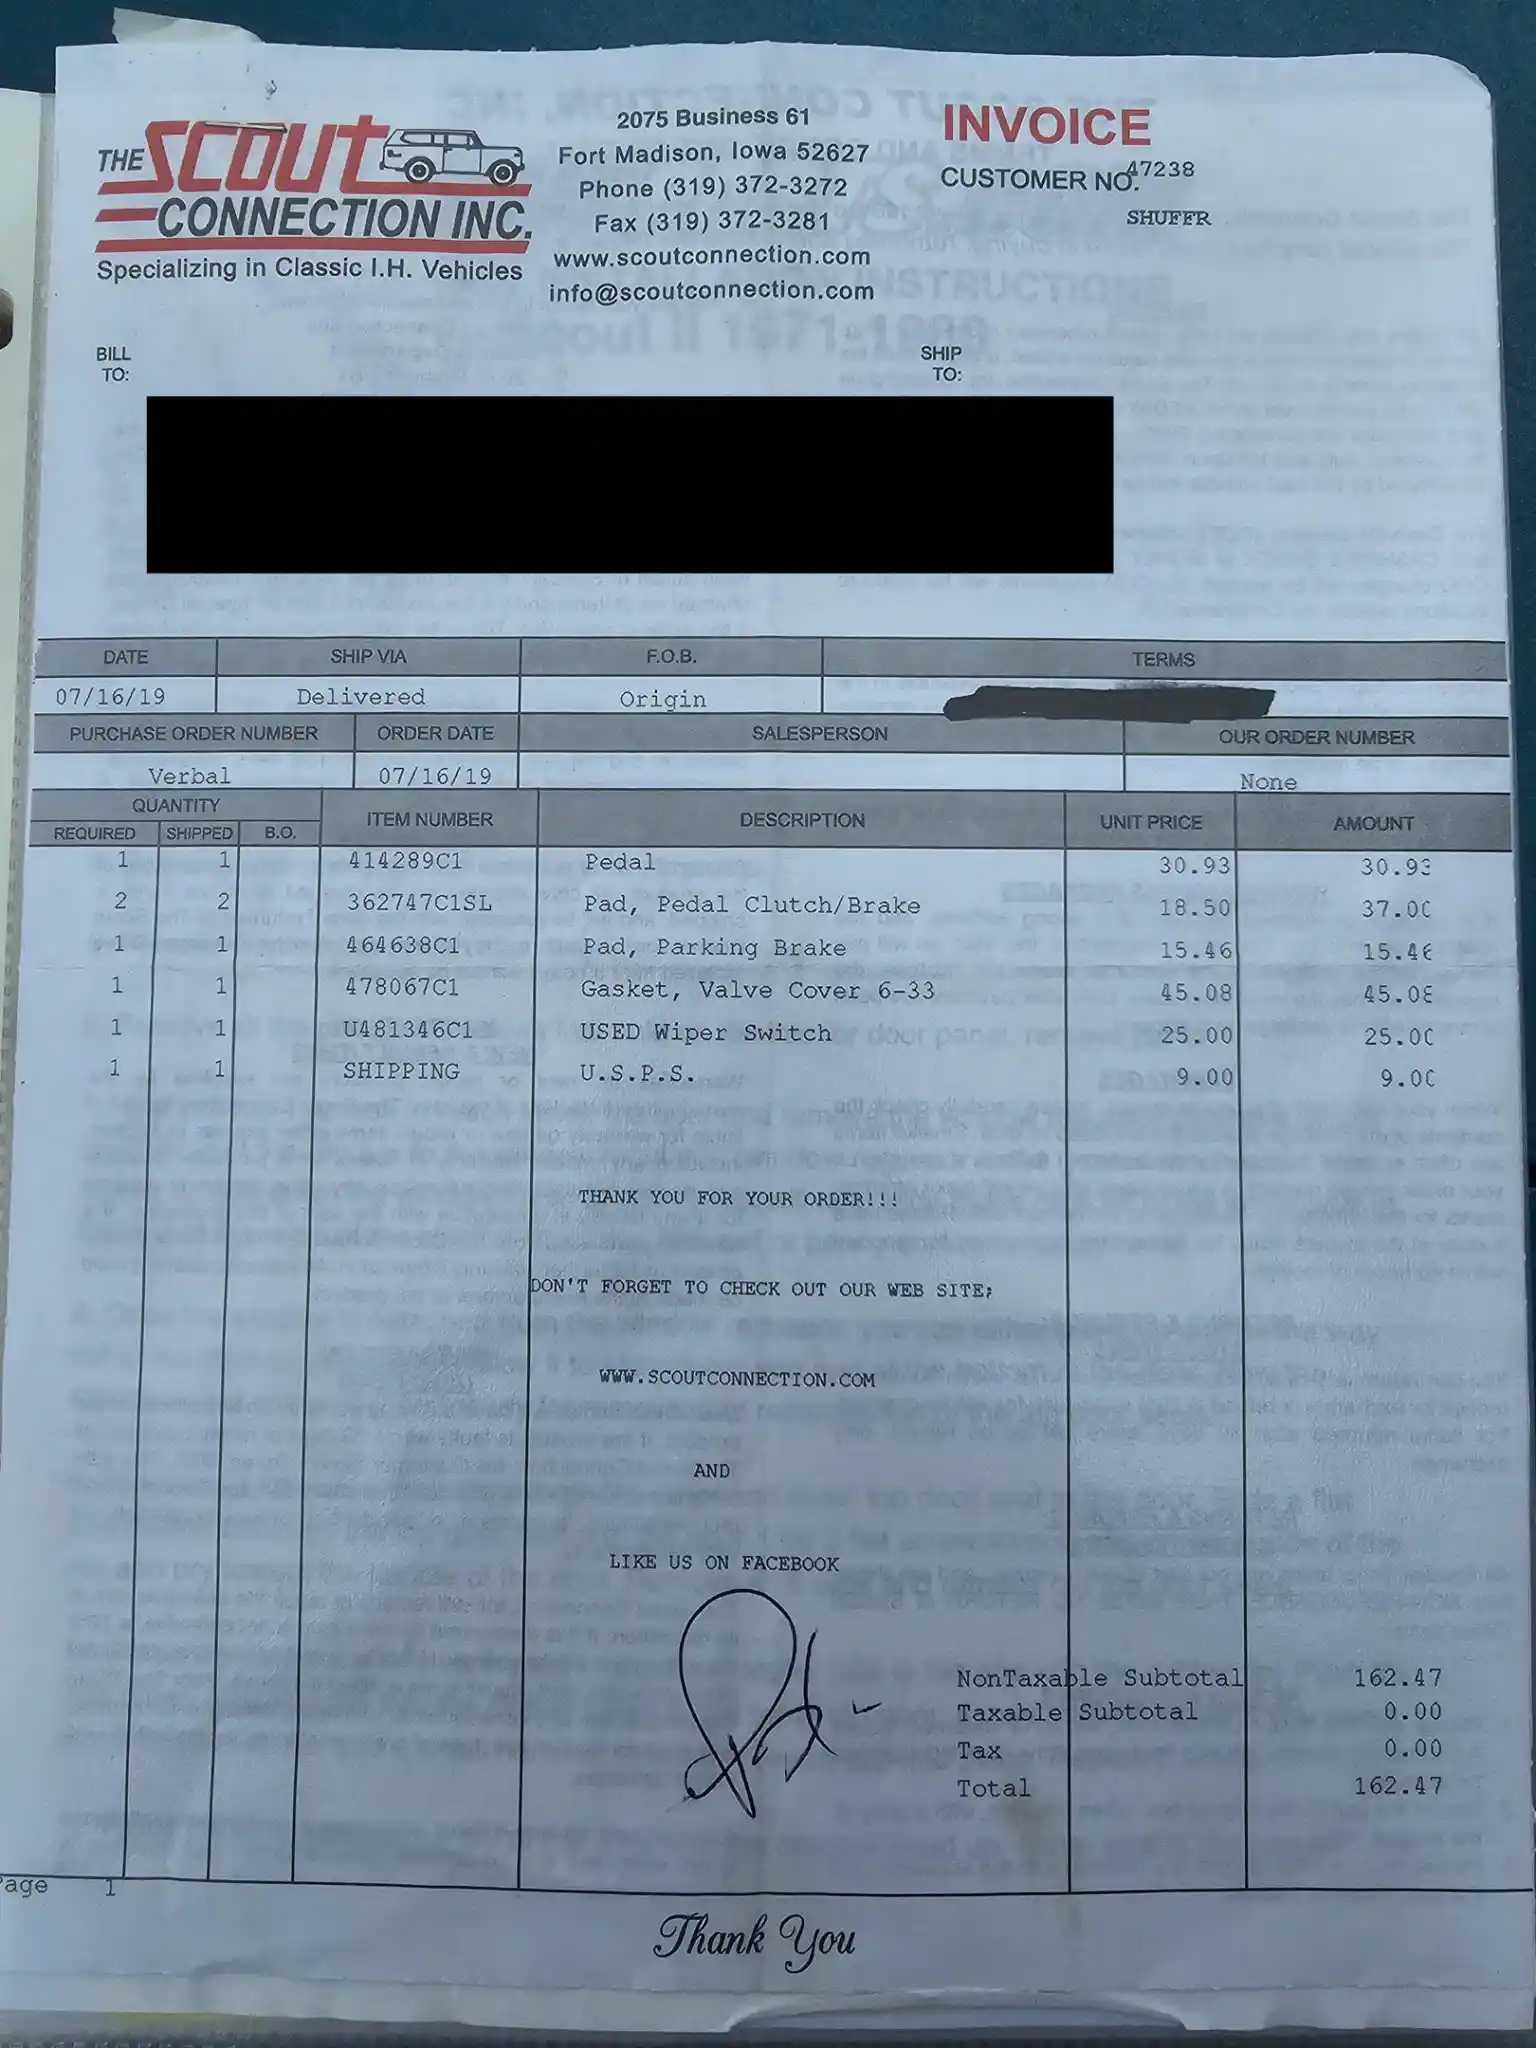 THE SCOUT
CONNECTION INC.
Specializing in Classic I.H. Vehicles
2075 Business 61
Fort Madison, Iowa 52627
Phone (319) 372-3272
Fax (319) 372-3281
www.scoutconnection.com
info@scoutconnection.com
INVOICE
CUSTOMER NO. 47238
SHUFFR
BILL TO:
SHIP TO:
DATE SHIP VIA F.O.B. TERMS
07/16/19 Delivered Origin
PURCHASE ORDER NUMBER ORDER DATE SALESPERSON OUR ORDER NUMBER
Verbal 07/16/19 None
QUANTITY ITEM NUMBER DESCRIPTION UNIT PRICE AMOUNT
REQUIRED SHIPPED B.O.
1 1 414289C1 Pedal 30.93 30.93
2 2 362747C1SL Pad, Pedal Clutch/Brake 18.50 37.00
1 1 464638C1 Pad, Parking Brake 15.46 15.46
1 1 478067C1 Gasket, Valve Cover 6-33 45.08 45.08
1 1 U481346C1 USED Wiper Switch 25.00 25.00
1 1 SHIPPING U.S.P.S. 9.00 9.00
THANK YOU FOR YOUR ORDER!!!
DON'T FORGET TO CHECK OUT OUR WEB SITE;
WWW.SCOUTCONNECTION.COM
AND
LIKE US ON FACEBOOK
NonTaxable Subtotal 162.47
Taxable Subtotal 0.00
Tax 0.00
Total 162.47
Page 1
Thank You